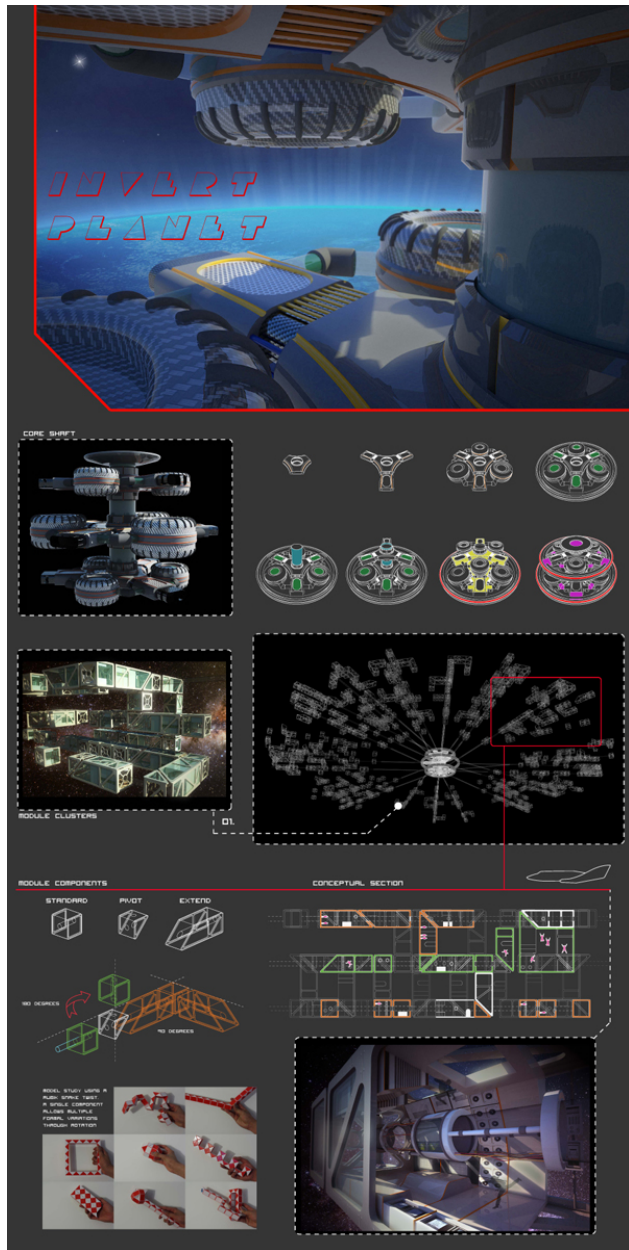 INVERT
PLANET
CORE SHAFT
MODULE CLUSTERS
01.
MODULE COMPONENTS
CONCEPTUAL SECTION
STANDARD
PIVOT
EXTEND
180 DEGREES
90 DEGREES
MODEL STUDY USING A
RUBIK SNAKE TWIST
A SINGLE COMPONENT
ALLOWS MULTIPLE
FORMAL VARIATIONS
THROUGH ROTATION